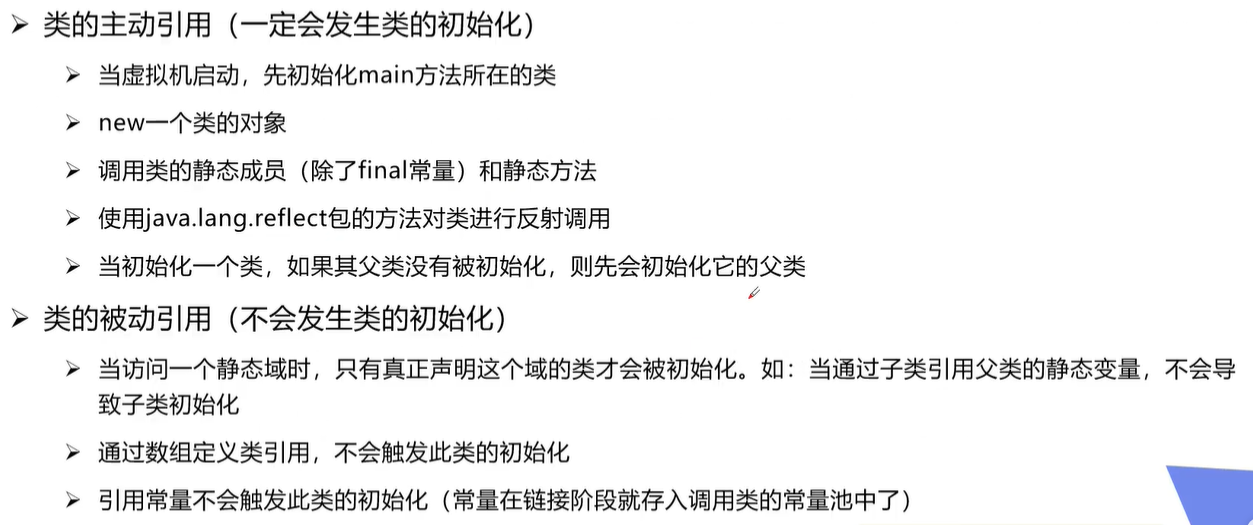 ➢ 类的主动引用（一定会发生类的初始化）
➢ 当虚拟机启动，先初始化main方法所在的类
➢ new一个类的对象
➢ 调用类的静态成员（除了final常量）和静态方法
➢ 使用java.lang.reflect包的方法对类进行反射调用
➢ 当初始化一个类，如果其父类没有被初始化，则先会初始化它的父类
➢ 类的被动引用（不会发生类的初始化）
➢ 当访问一个静态域时，只有真正声明这个域的类才会被初始化。如：当通过子类引用父类的静态变量，不会导
致子类初始化
➢ 通过数组定义类引用，不会触发此类的初始化
➢ 引用常量不会触发此类的初始化（常量在链接阶段就存入调用类的常量池中了）